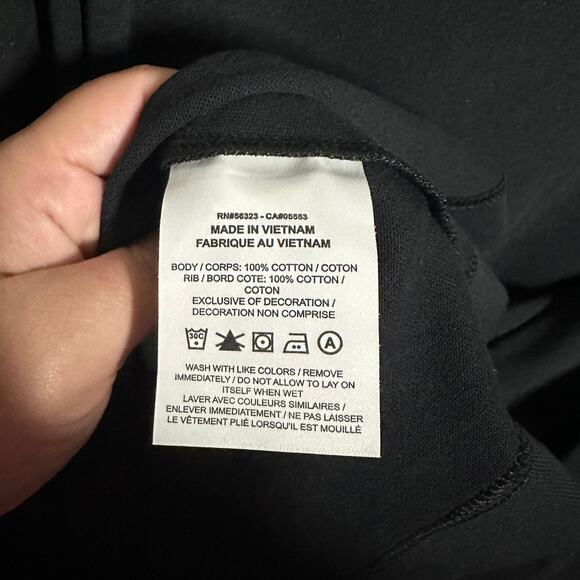 RN#56323 - CA#05553
MADE IN VIETNAM
FABRIQUE AU VIETNAM
BODY / CORPS: 100% COTTON / COTON
RIB / BORD COTE: 100% COTTON /
COTON
EXCLUSIVE OF DECORATION /
DECORATION NON COMPRISE
30C A
WASH WITH LIKE COLORS / REMOVE
IMMEDIATELY / DO NOT ALLOW TO LAY ON
ITSELF WHEN WET
LAVER AVEC COULEURS SIMILAIRES /
ENLEVER IMMEDIATEMENT / NE PAS LAISSER
LE VÊTEMENT PLIÉ LORSQU'IL EST MOUILLÉ